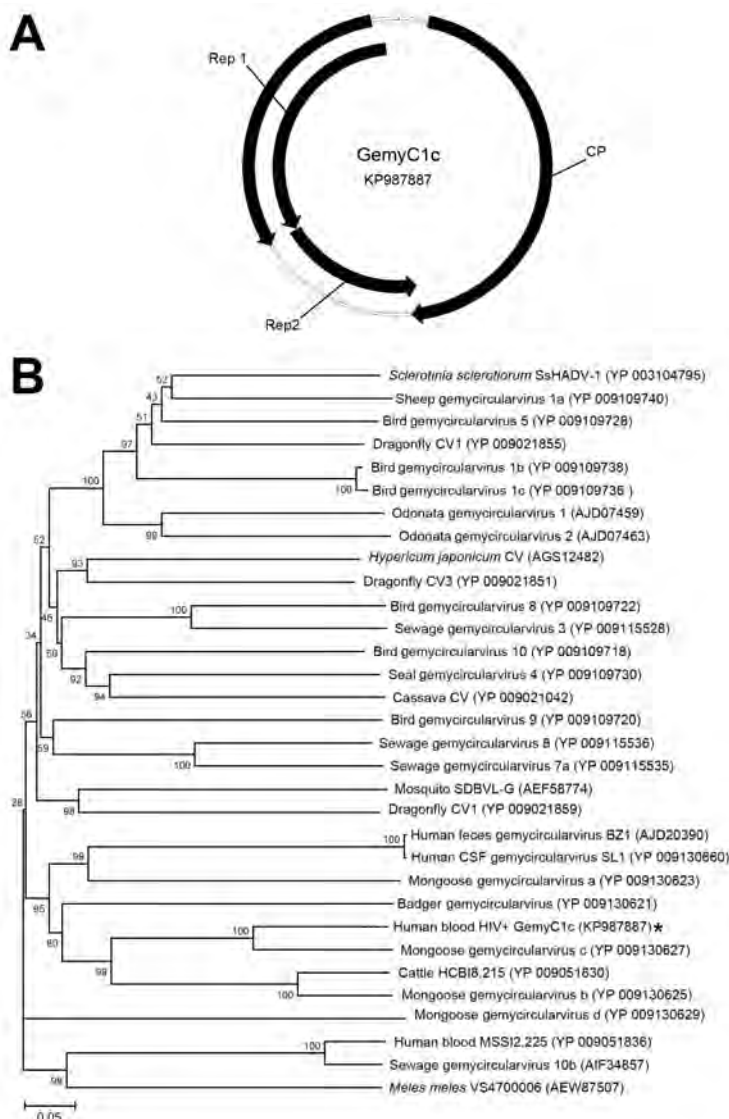 A
Rep 1
GemyC1c
KP987887
CP
Rep2
B
Sclerotinia sclerotiorum SsHADV-1 (YP 003104795)
Sheep gemycircularvirus 1a (YP 009109740)
Bird gemycircularvirus 5 (YP 009109728)
Dragonfly CV1 (YP 009021855)
Bird gemycircularvirus 1b (YP 009109738)
Bird gemycircularvirus 1c (YP 009109736 )
Odonata gemycircularvirus 1 (AJD07459)
Odonata gemycircularvirus 2 (AJD07463)
Hypericum japonicum CV (AGS12482)
Dragonfly CV3 (YP 009021851)
Bird gemycircularvirus 8 (YP 009109722)
Sewage gemycircularvirus 3 (YP 009115528)
Bird gemycircularvirus 10 (YP 009109718)
Seal gemycircularvirus 4 (YP 009109730)
Cassava CV (YP 009021042)
Bird gemycircularvirus 9 (YP 009109720)
Sewage gemycircularvirus 8 (YP 009115536)
Sewage gemycircularvirus 7a (YP 009115535)
Mosquito SDBVL-G (AEF58774)
Dragonfly CV1 (YP 009021859)
Human feces gemycircularvirus BZ1 (AJD20390)
Human CSF gemycircularvirus SL1 (YP 009130660)
Mongoose gemycircularvirus a (YP 009130623)
Badger gemycircularvirus (YP 009130621)
Human blood HIV+ GemyC1c (KP987887)*
Mongoose gemycircularvirus c (YP 009130627)
Cattle HCBI8.215 (YP 009051830)
Mongoose gemycircularvirus b (YP 009130625)
Mongoose gemycircularvirus d (YP 009130629)
Human blood MSSI2.225 (YP 009051836)
Sewage gemycircularvirus 10b (AIF34857)
Meles meles VS4700006 (AEW87507)
52
43
51
97
100
100
99
52
93
45
100
59
34
92
94
56
59
100
98
28
100
99
85
60
100
99
100
100
98
0.05